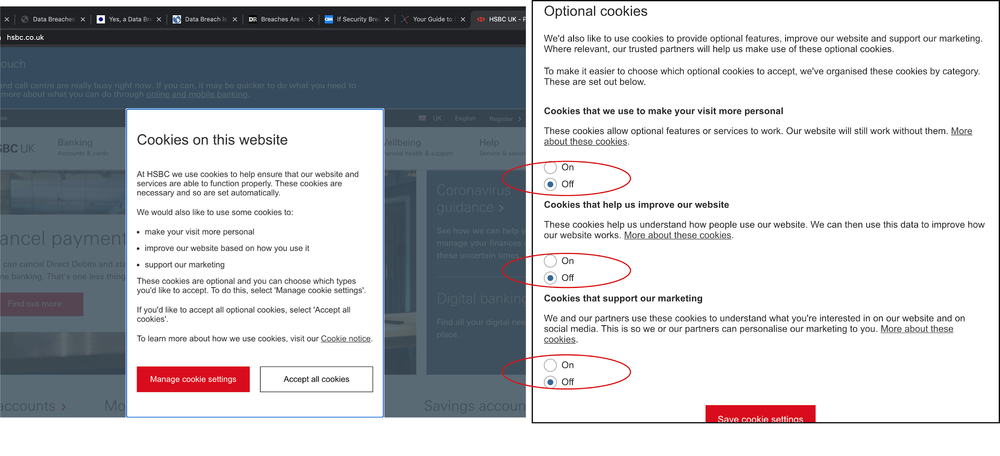 Data Breaches
Yes, a Data Bre
Data Breach Is
DR
Breaches Are I
CBR
If Security Brea
Your Guide to
HSBC UK - P
hsbc.co.uk
ouch
and call centre are really busy right now. If you can, it may be quicker to do what you need to
more about what you can do through online and mobile banking.
ss
UK
English
Register
SBC UK
Banking
Accounts & cards
Wellbeing
nancial health & support
Help
Service & securi
ancel payment
can cancel Direct Debits and sta
ne banking. That's one less thing
Find out more
accounts
Mo
Coronavirus
guidance
See how we can help y
manage your finances
these uncertain times.
Digital banking
Find all your digital nee
place.
Savings accoun
Cookies on this website
At HSBC we use cookies to help ensure that our website and
services are able to function properly. These cookies are
necessary and so are set automatically.
We would also like to use some cookies to:
• make your visit more personal
• improve our website based on how you use it
• support our marketing
These cookies are optional and you can choose which types
you'd like to accept. To do this, select 'Manage cookie settings'.
If you'd like to accept all optional cookies, select 'Accept all
cookies'.
To learn more about how we use cookies, visit our Cookie notice.
Manage cookie settings
Accept all cookies
Optional cookies
We'd also like to use cookies to provide optional features, improve our website and support our marketing.
Where relevant, our trusted partners will help us make use of these optional cookies.
To make it easier to choose which optional cookies to accept, we've organised these cookies by category.
These are set out below.
Cookies that we use to make your visit more personal
These cookies allow optional features or services to work. Our website will still work without them. More
about these cookies.
On
Off
Cookies that help us improve our website
These cookies help us understand how people use our website. We can then use this data to improve how
our website works. More about these cookies.
On
Off
Cookies that support our marketing
We and our partners use these cookies to understand what you're interested in on our website and on
social media. This is so we or our partners can personalise our marketing to you. More about these
cookies.
On
Off
Save cookie settings